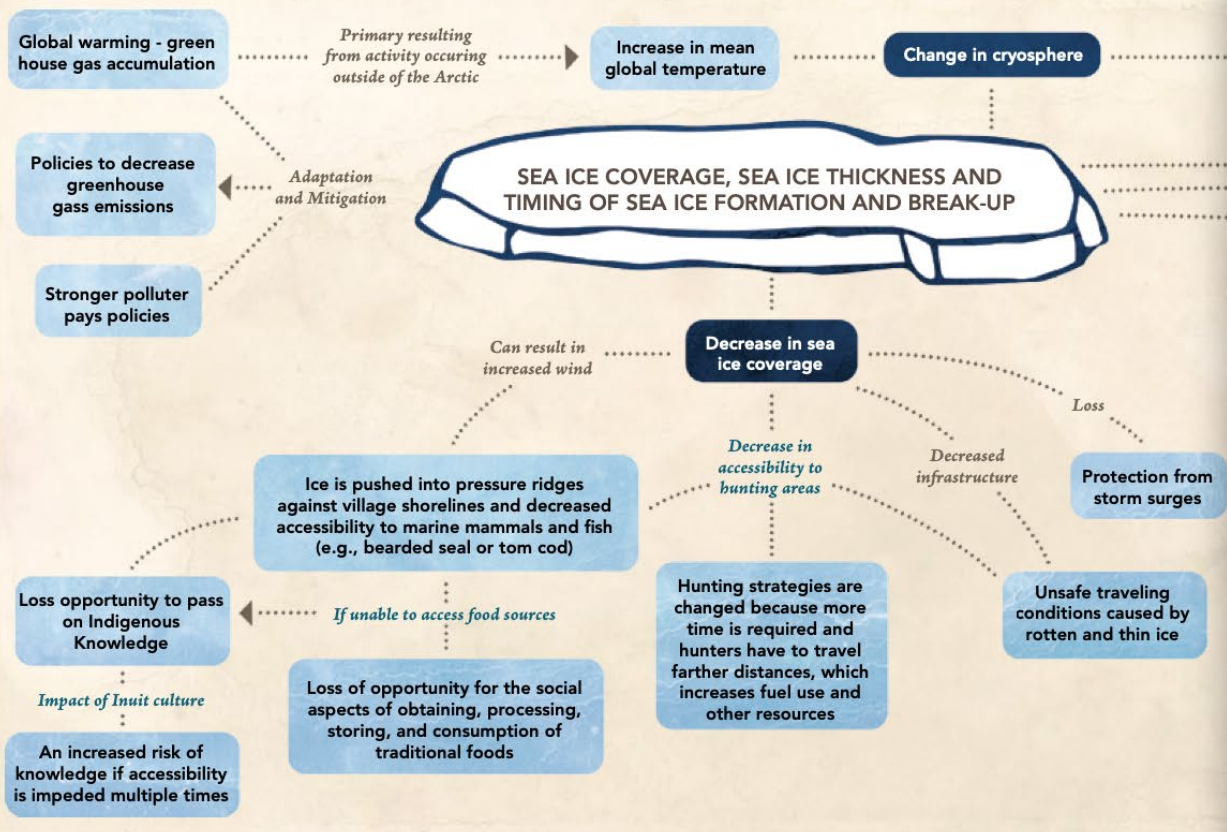 Global warming - green
house gas accumulation
Primary resulting
from activity occuring
outside of the Arctic
Increase in mean
global temperature
Change in cryosphere
Policies to decrease
greenhouse
gass emissions
Adaptation
and Mitigation
Stronger polluter
pays policies
SEA ICE COVERAGE, SEA ICE THICKNESS AND
TIMING OF SEA ICE FORMATION AND BREAK-UP
Can result in
increased wind
Decrease in sea
ice coverage
Loss
Decrease in
accessibility to
hunting areas
Decreased
infrastructure
Protection from
storm surges
Ice is pushed into pressure ridges
against village shorelines and decreased
accessibility to marine mammals and fish
(e.g., bearded seal or tom cod)
Loss opportunity to pass
on Indigenous
Knowledge
If unable to access food sources
Hunting strategies are
changed because more
time is required and
hunters have to travel
farther distances, which
increases fuel use and
other resources
Unsafe traveling
conditions caused by
rotten and thin ice
Impact of Inuit culture
Loss of opportunity for the social
aspects of obtaining, processing,
storing, and consumption of
traditional foods
An increased risk of
knowledge if accessibility
is impeded multiple times